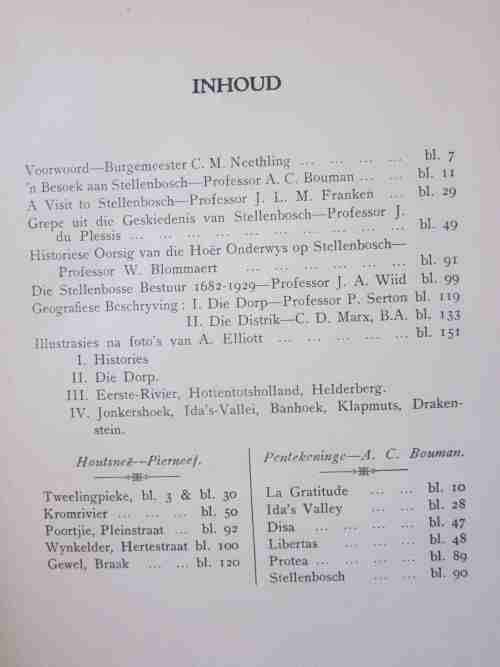 INHOUD
Voorwoord—Burgemeester C. M. Neethling ... ... ... ... bl. 7
'n Besoek aan Stellenbosch—Professor A. C. Bouman ... ... bl. 11
A Visit to Stellenbosch—Professor J. L. M. Franken ... bl. 29
Grepe uit die Geskiedenis van Stellenbosch—Professor J.
du Plessis ... ... ... ... ... ... ... ... ... bl. 49
Historiese Oorsig van die Hoër Onderwys op Stellenbosch—
Professor W. Blommaert ... ... ... ... ... bl. 91
Die Stellenbosse Bestuur 1682-1929—Professor J. A. Wiid bl. 99
Geografiese Beschryving: I. Die Dorp—Professor P. Serton bl. 119
II. Die Distrik—C. D. Marx, B.A. bl. 133
Illustrasies na foto's van A. Elliott ... ... ... ... ... bl. 151
I. Histories
II. Die Dorp.
III. Eerste-Rivier, Hottentotsholland, Helderberg.
IV. Jonkershoek, Ida's-Vallei, Banhoek, Klapmuts, Draken-
stein.
Houtsneë—Pierneef.
Tweelingpieke, bl. 3 & bl. 30
Kromrivier ... ... ... bl. 50
Poortjie, Pleinstraat ... bl. 92
Wynkelder, Hertestraat bl. 100
Gewel, Braak ... ... bl. 120
Pentekeninge—A. C. Bouman.
La Gratitude ... ... bl. 10
Ida's Valley ... ... bl. 28
Disa ... ... ... ... bl. 47
Libertas ... ... ... bl. 48
Protea ... ... ... ... bl. 89
Stellenbosch ... ... bl. 90